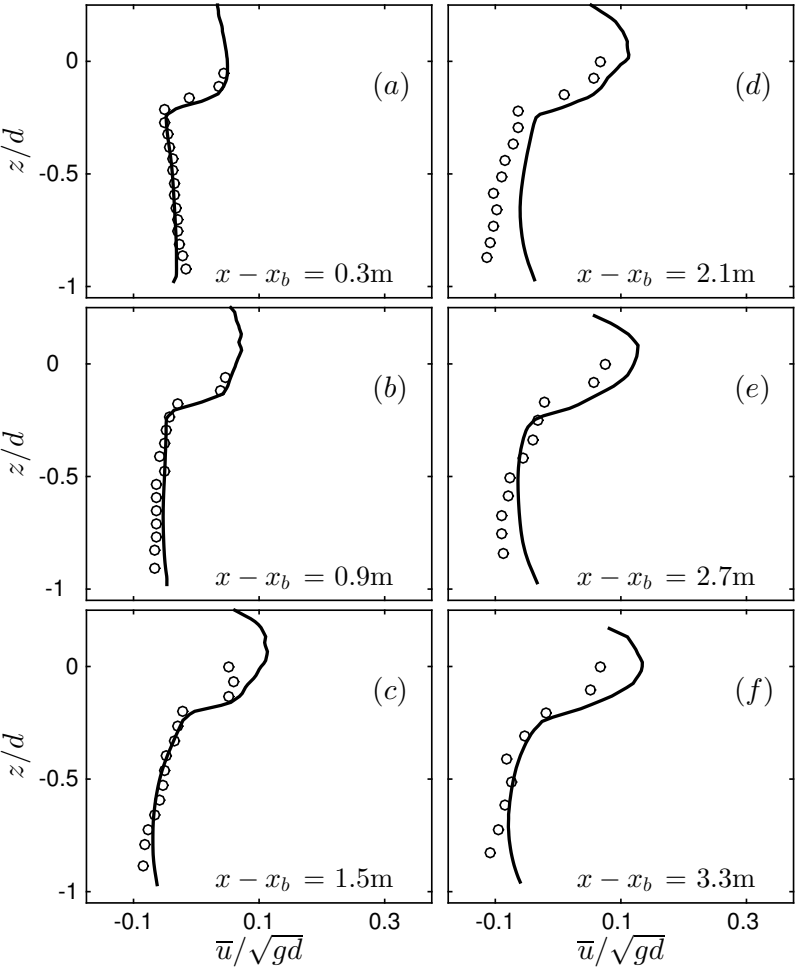 0
-0.5
-1
z/d
(a)
x − x_b = 0.3m
(d)
x − x_b = 2.1m
0
-0.5
-1
z/d
(b)
x − x_b = 0.9m
(e)
x − x_b = 2.7m
0
-0.5
-1
z/d
(c)
x − x_b = 1.5m
(f)
x − x_b = 3.3m
-0.1 0.1 0.3 -0.1 0.1 0.3
u̅/√gd u̅/√gd